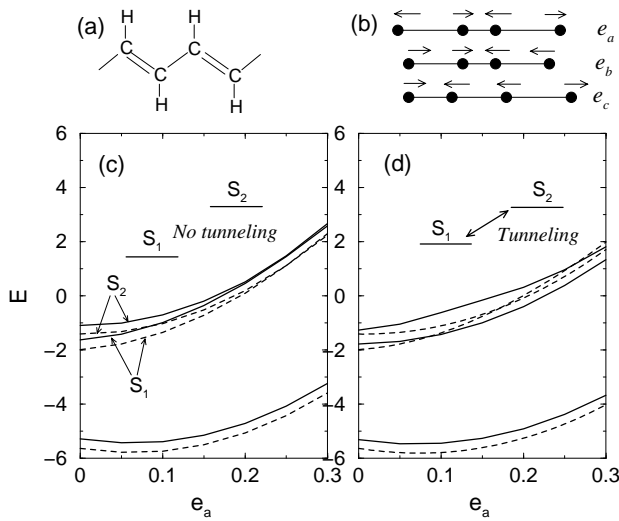 (a)
H
H
C
C
C
C
H
H
(b)
e_a
e_b
e_c
(c)
S_2
S_1
No tunneling
S_2
S_1
E
6
4
2
0
−2
−4
−6
0
0.1
0.2
0.3
e_a
(d)
S_2
S_1
Tunneling
6
4
2
0
−2
−4
−6
0
0.1
0.2
0.3
e_a